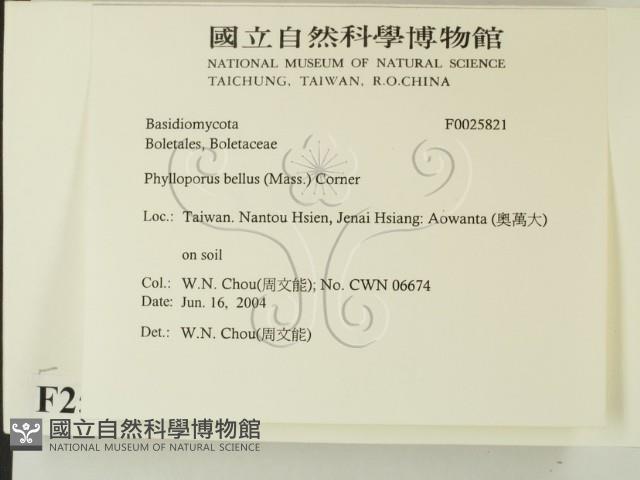 國立自然科學博物館
NATIONAL MUSEUM OF NATURAL SCIENCE
TAICHUNG, TAIWAN, R.O.CHINA
Basidiomycota F0025821
Boletales, Boletaceae
Phylloporus bellus (Mass.) Corner
Loc.: Taiwan. Nantou Hsien, Jenai Hsiang: Aowanta (奧萬大)
on soil
Col.: W.N. Chou(周文能); No. CWN 06674
Date: Jun. 16, 2004
Det.: W.N. Chou(周文能)
F2
國立自然科學博物館
NATIONAL MUSEUM OF NATURAL SCIENCE